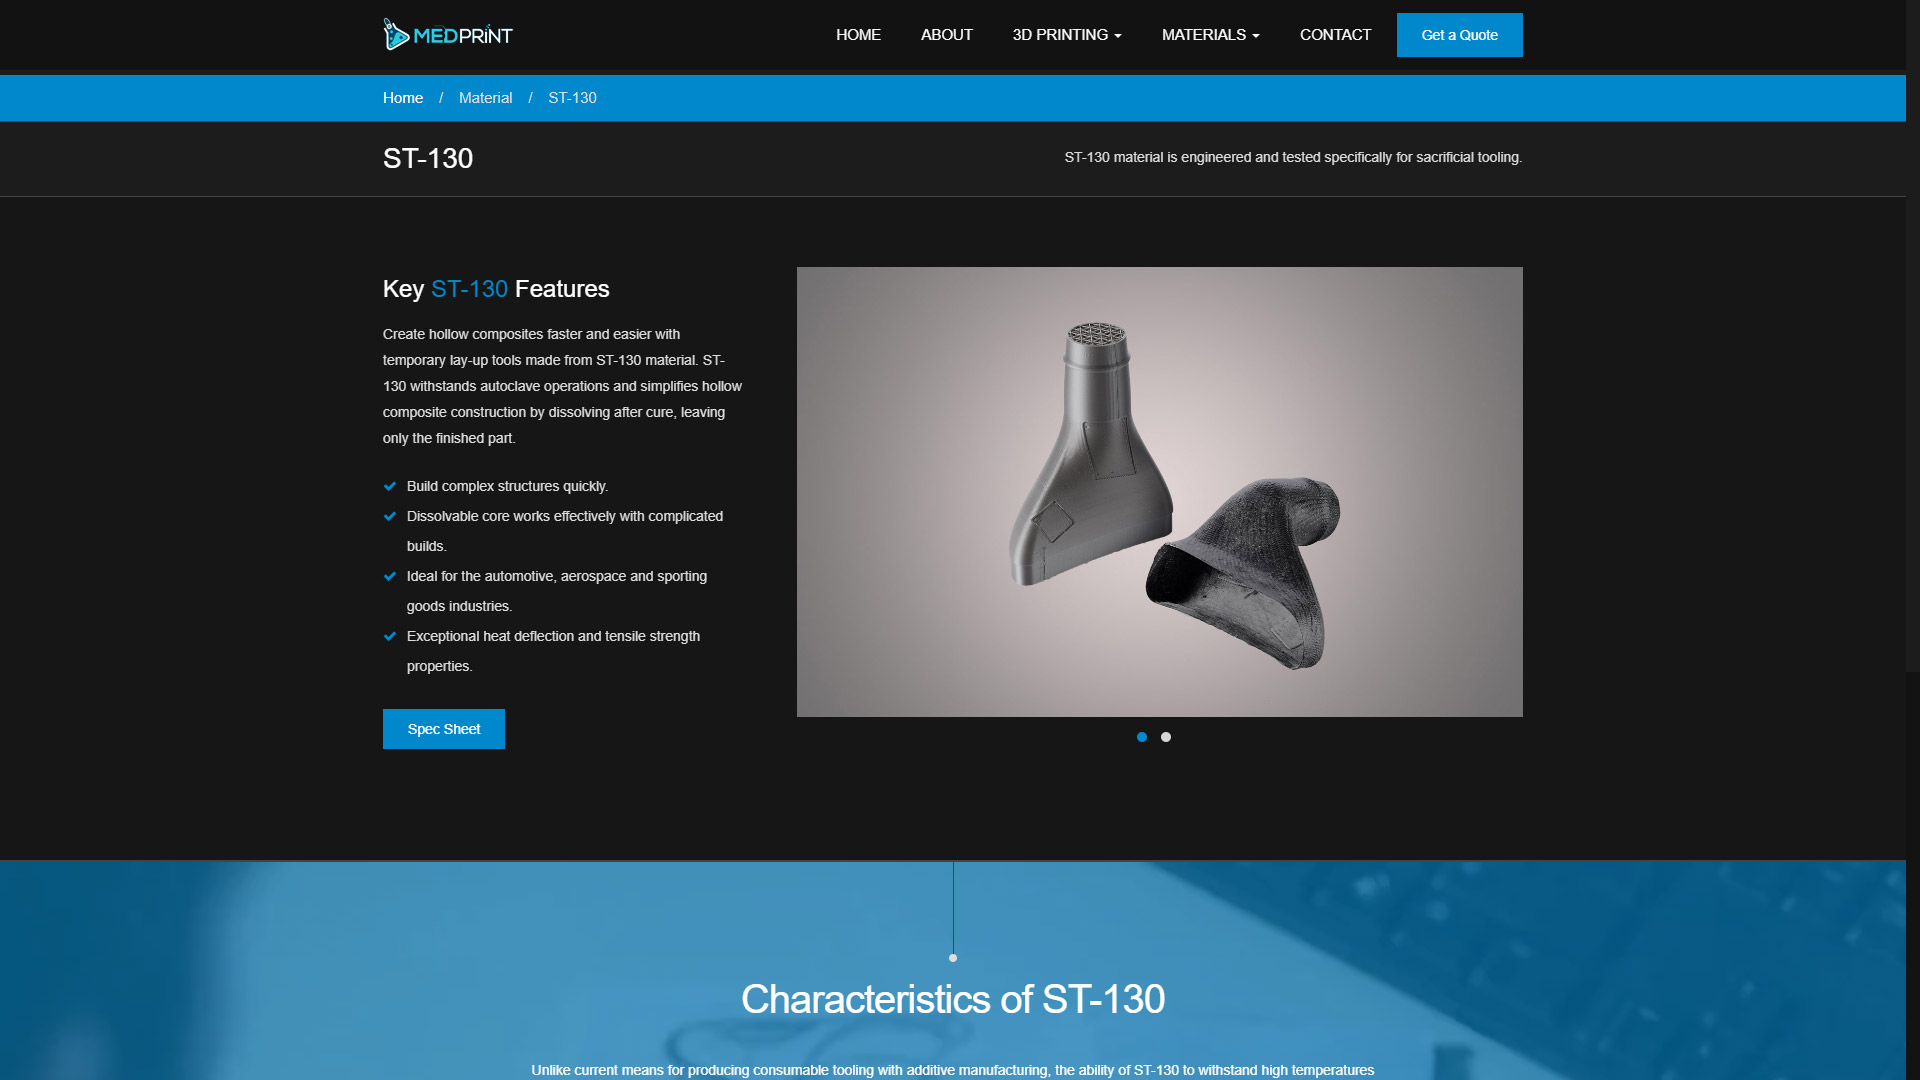 MEDPRINT
HOME
ABOUT
3D PRINTING
MATERIALS
CONTACT
Get a Quote
Home / Material / ST-130
ST-130
ST-130 material is engineered and tested specifically for sacrificial tooling.
Key ST-130 Features
Create hollow composites faster and easier with
temporary lay-up tools made from ST-130 material. ST-
130 withstands autoclave operations and simplifies hollow
composite construction by dissolving after cure, leaving
only the finished part.
Build complex structures quickly.
Dissolvable core works effectively with complicated
builds.
Ideal for the automotive, aerospace and sporting
goods industries.
Exceptional heat deflection and tensile strength
properties.
Spec Sheet
Characteristics of ST-130
Unlike current means for producing consumable tooling with additive manufacturing, the ability of ST-130 to withstand high temperatures